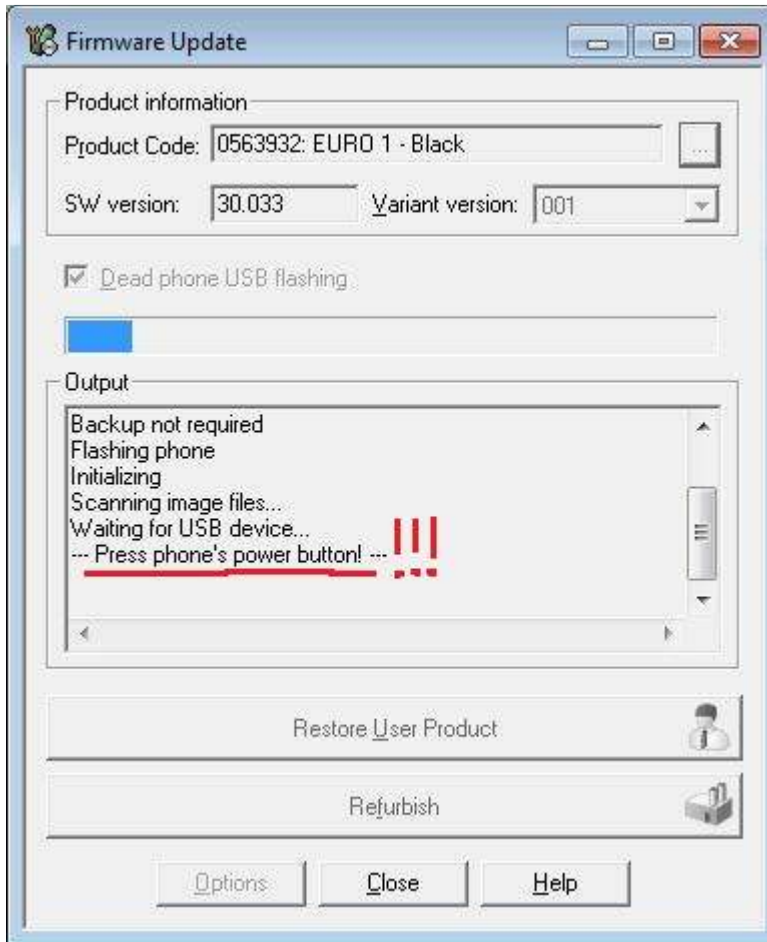 Firmware Update
Product information
Product Code: 0563932: EURO 1 - Black ...
SW version: 30.033 Variant version: 001
Dead phone USB flashing
Output
Backup not required
Flashing phone
Initializing
Scanning image files...
Waiting for USB device...
--- Press phone's power button! --- !!!
Restore User Product
Refurbish
Options Close Help